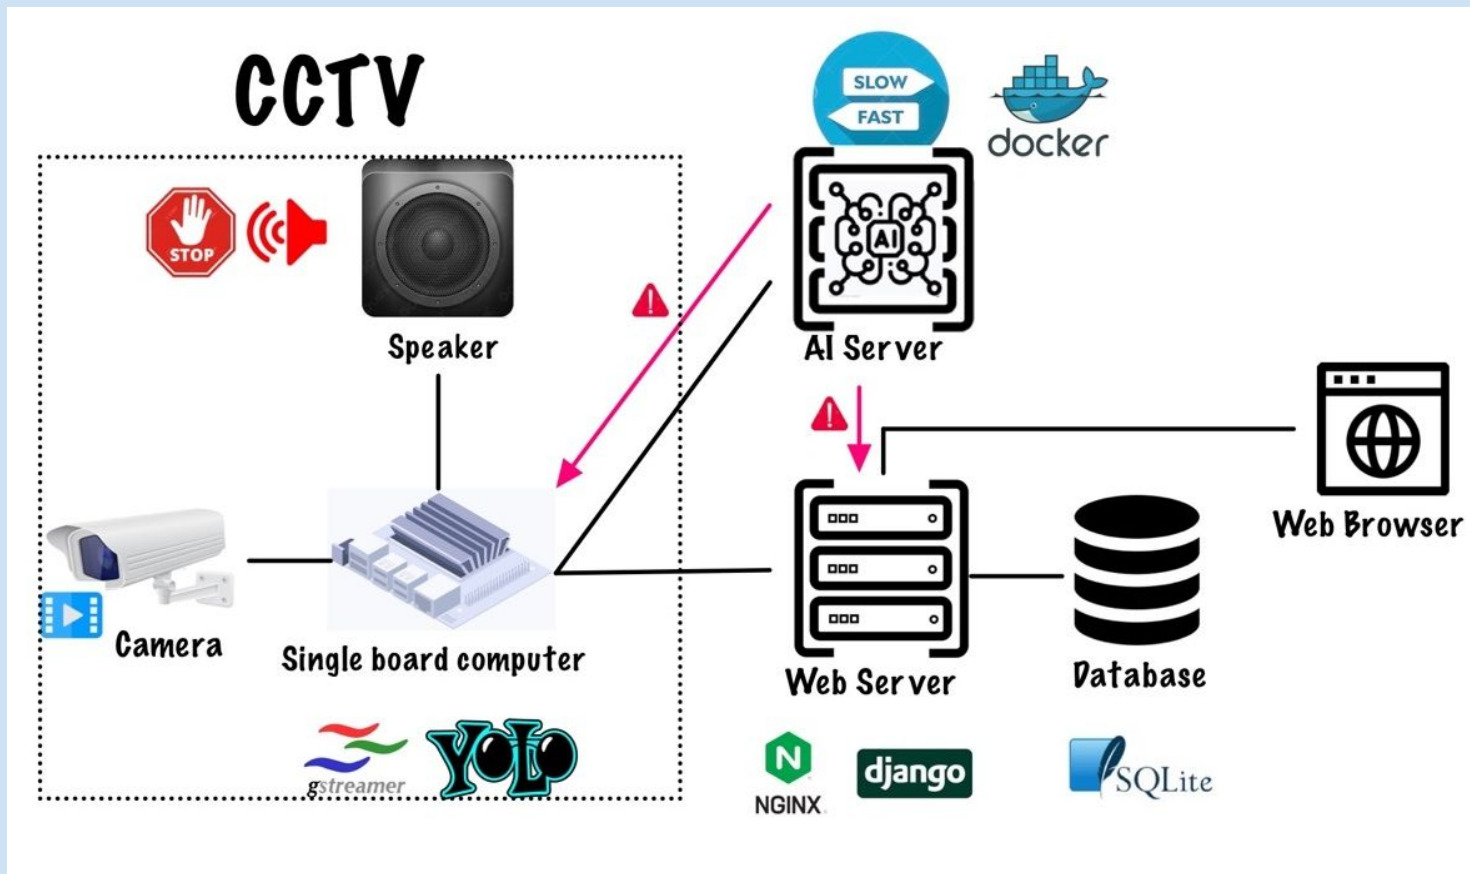 CCTV
SLOW
FAST
docker
STOP
AI
Speaker
AI Server
Web Browser
Camera
Single board computer
Web Server
Database
gstreamer
YOLO
NGINX
django
SQLite